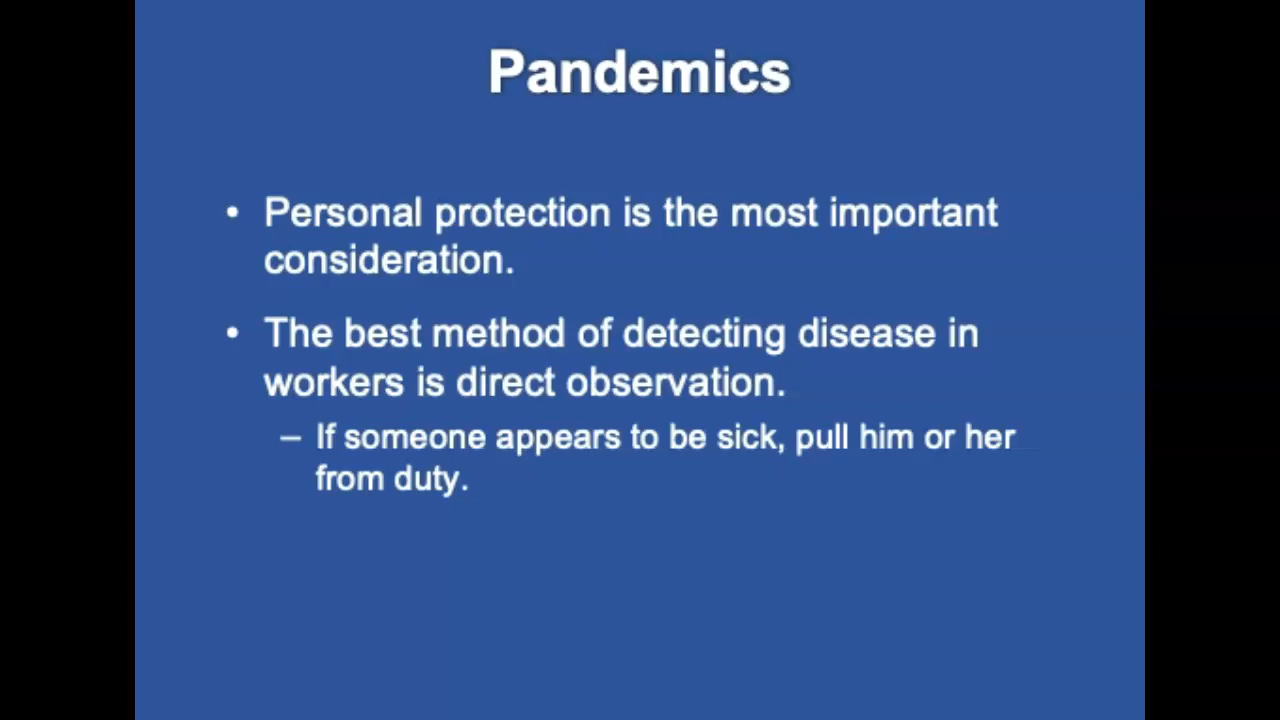 Pandemics
• Personal protection is the most important
consideration.
• The best method of detecting disease in
workers is direct observation.
– If someone appears to be sick, pull him or her
from duty.